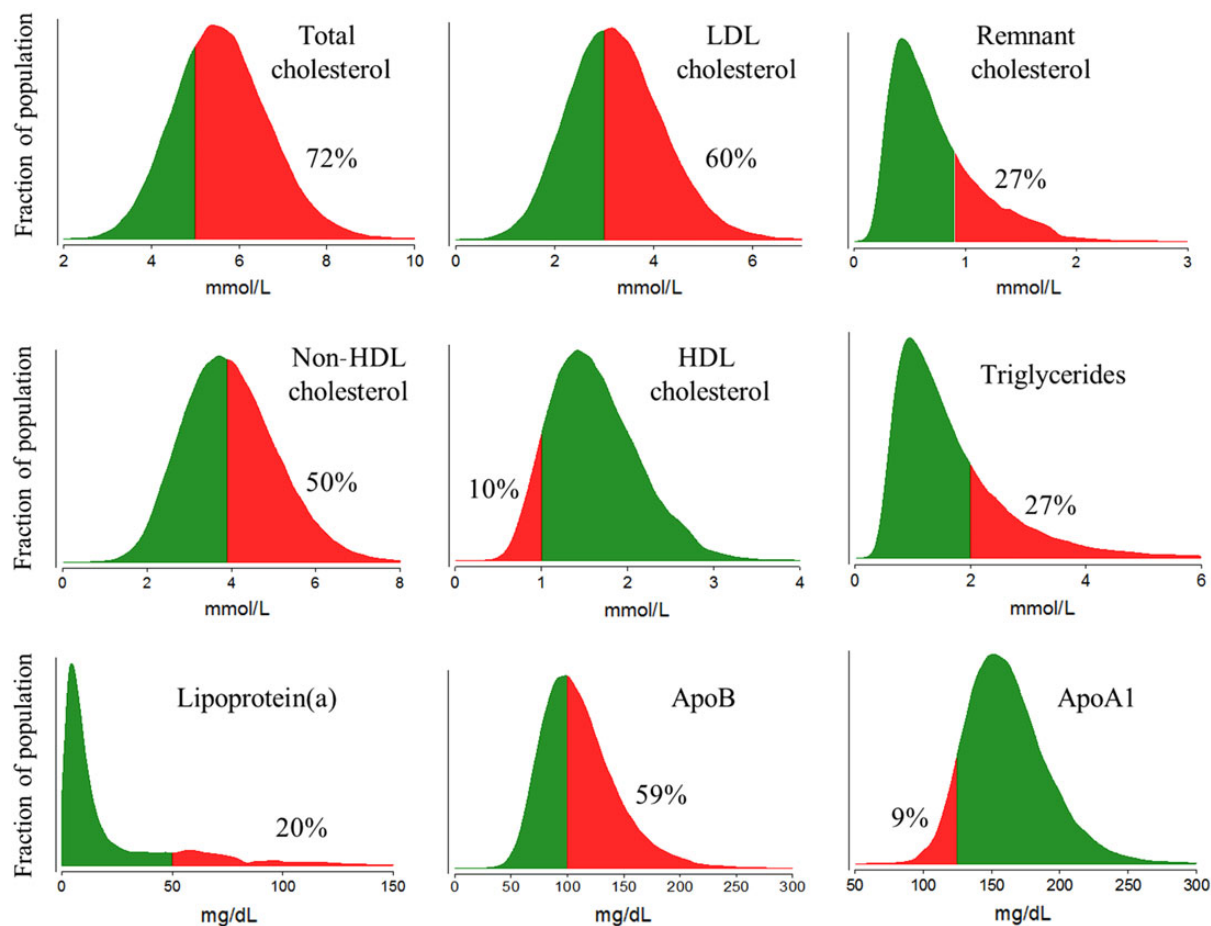 Fraction of population
Total
cholesterol
72%
2 4 6 8 10
mmol/L
LDL
cholesterol
60%
0 2 4 6
mmol/L
Remnant
cholesterol
27%
0 1 2 3
mmol/L
Fraction of population
Non-HDL
cholesterol
50%
0 2 4 6 8
mmol/L
HDL
cholesterol
10%
0 1 2 3 4
mmol/L
Triglycerides
27%
0 2 4 6
mmol/L
Fraction of population
Lipoprotein(a)
20%
0 50 100 150
mg/dL
ApoB
59%
0 50 100 150 200 250 300
mg/dL
ApoA1
9%
50 100 150 200 250 300
mg/dL